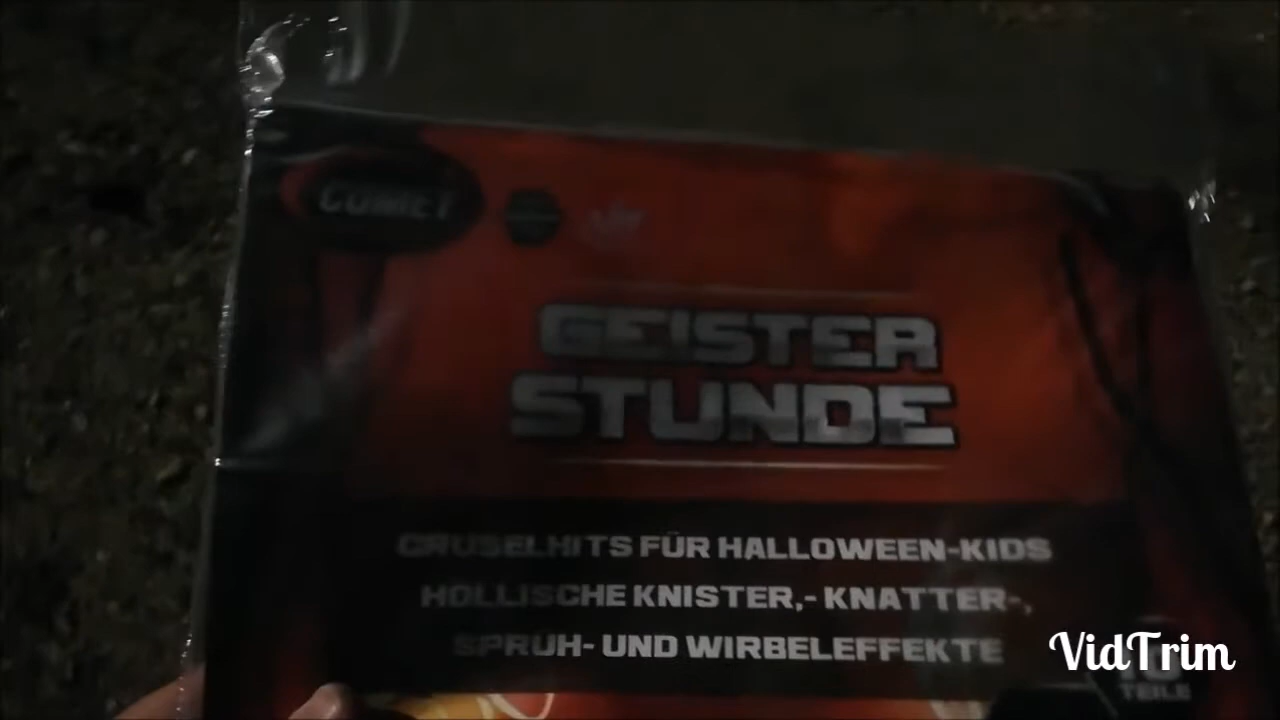 COMET
GEISTER
STUNDE
GRUSELHITS FÜR HALLOWEEN-KIDS
HÖLLISCHE KNISTER,- KNATTER-,
SPRÜH- UND WIRBELEFFEKTE
VidTrim
TEILE